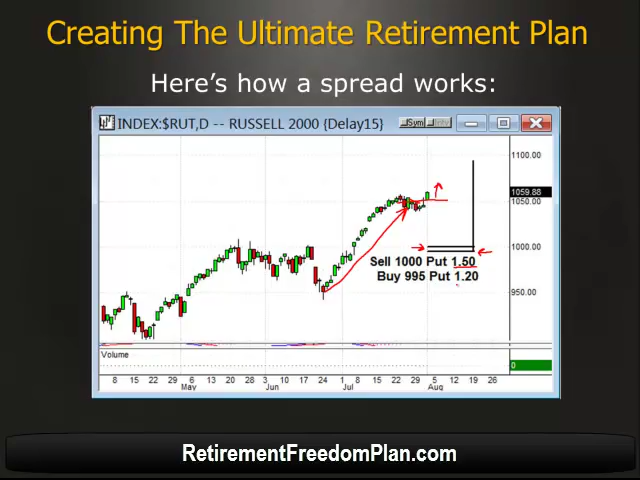 Creating The Ultimate Retirement Plan
Here's how a spread works:
INDEX:$RUT,D -- RUSSELL 2000 {Delay15}
Sym
1100.00
1059.88
1050.00
1000.00
Sell 1000 Put 1.50
Buy 995 Put 1.20
950.00
Volume
0
8 15 22 29 6 13 20 28 3 10 17 24 1 8 15 22 29 5 12 19 26
May Jun Jul Aug
RetirementFreedomPlan.com